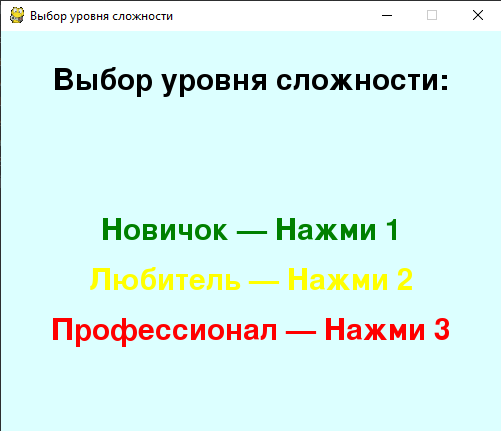 Выбор уровня сложности
Выбор уровня сложности:
Новичок — Нажми 1
Любитель — Нажми 2
Профессионал — Нажми 3